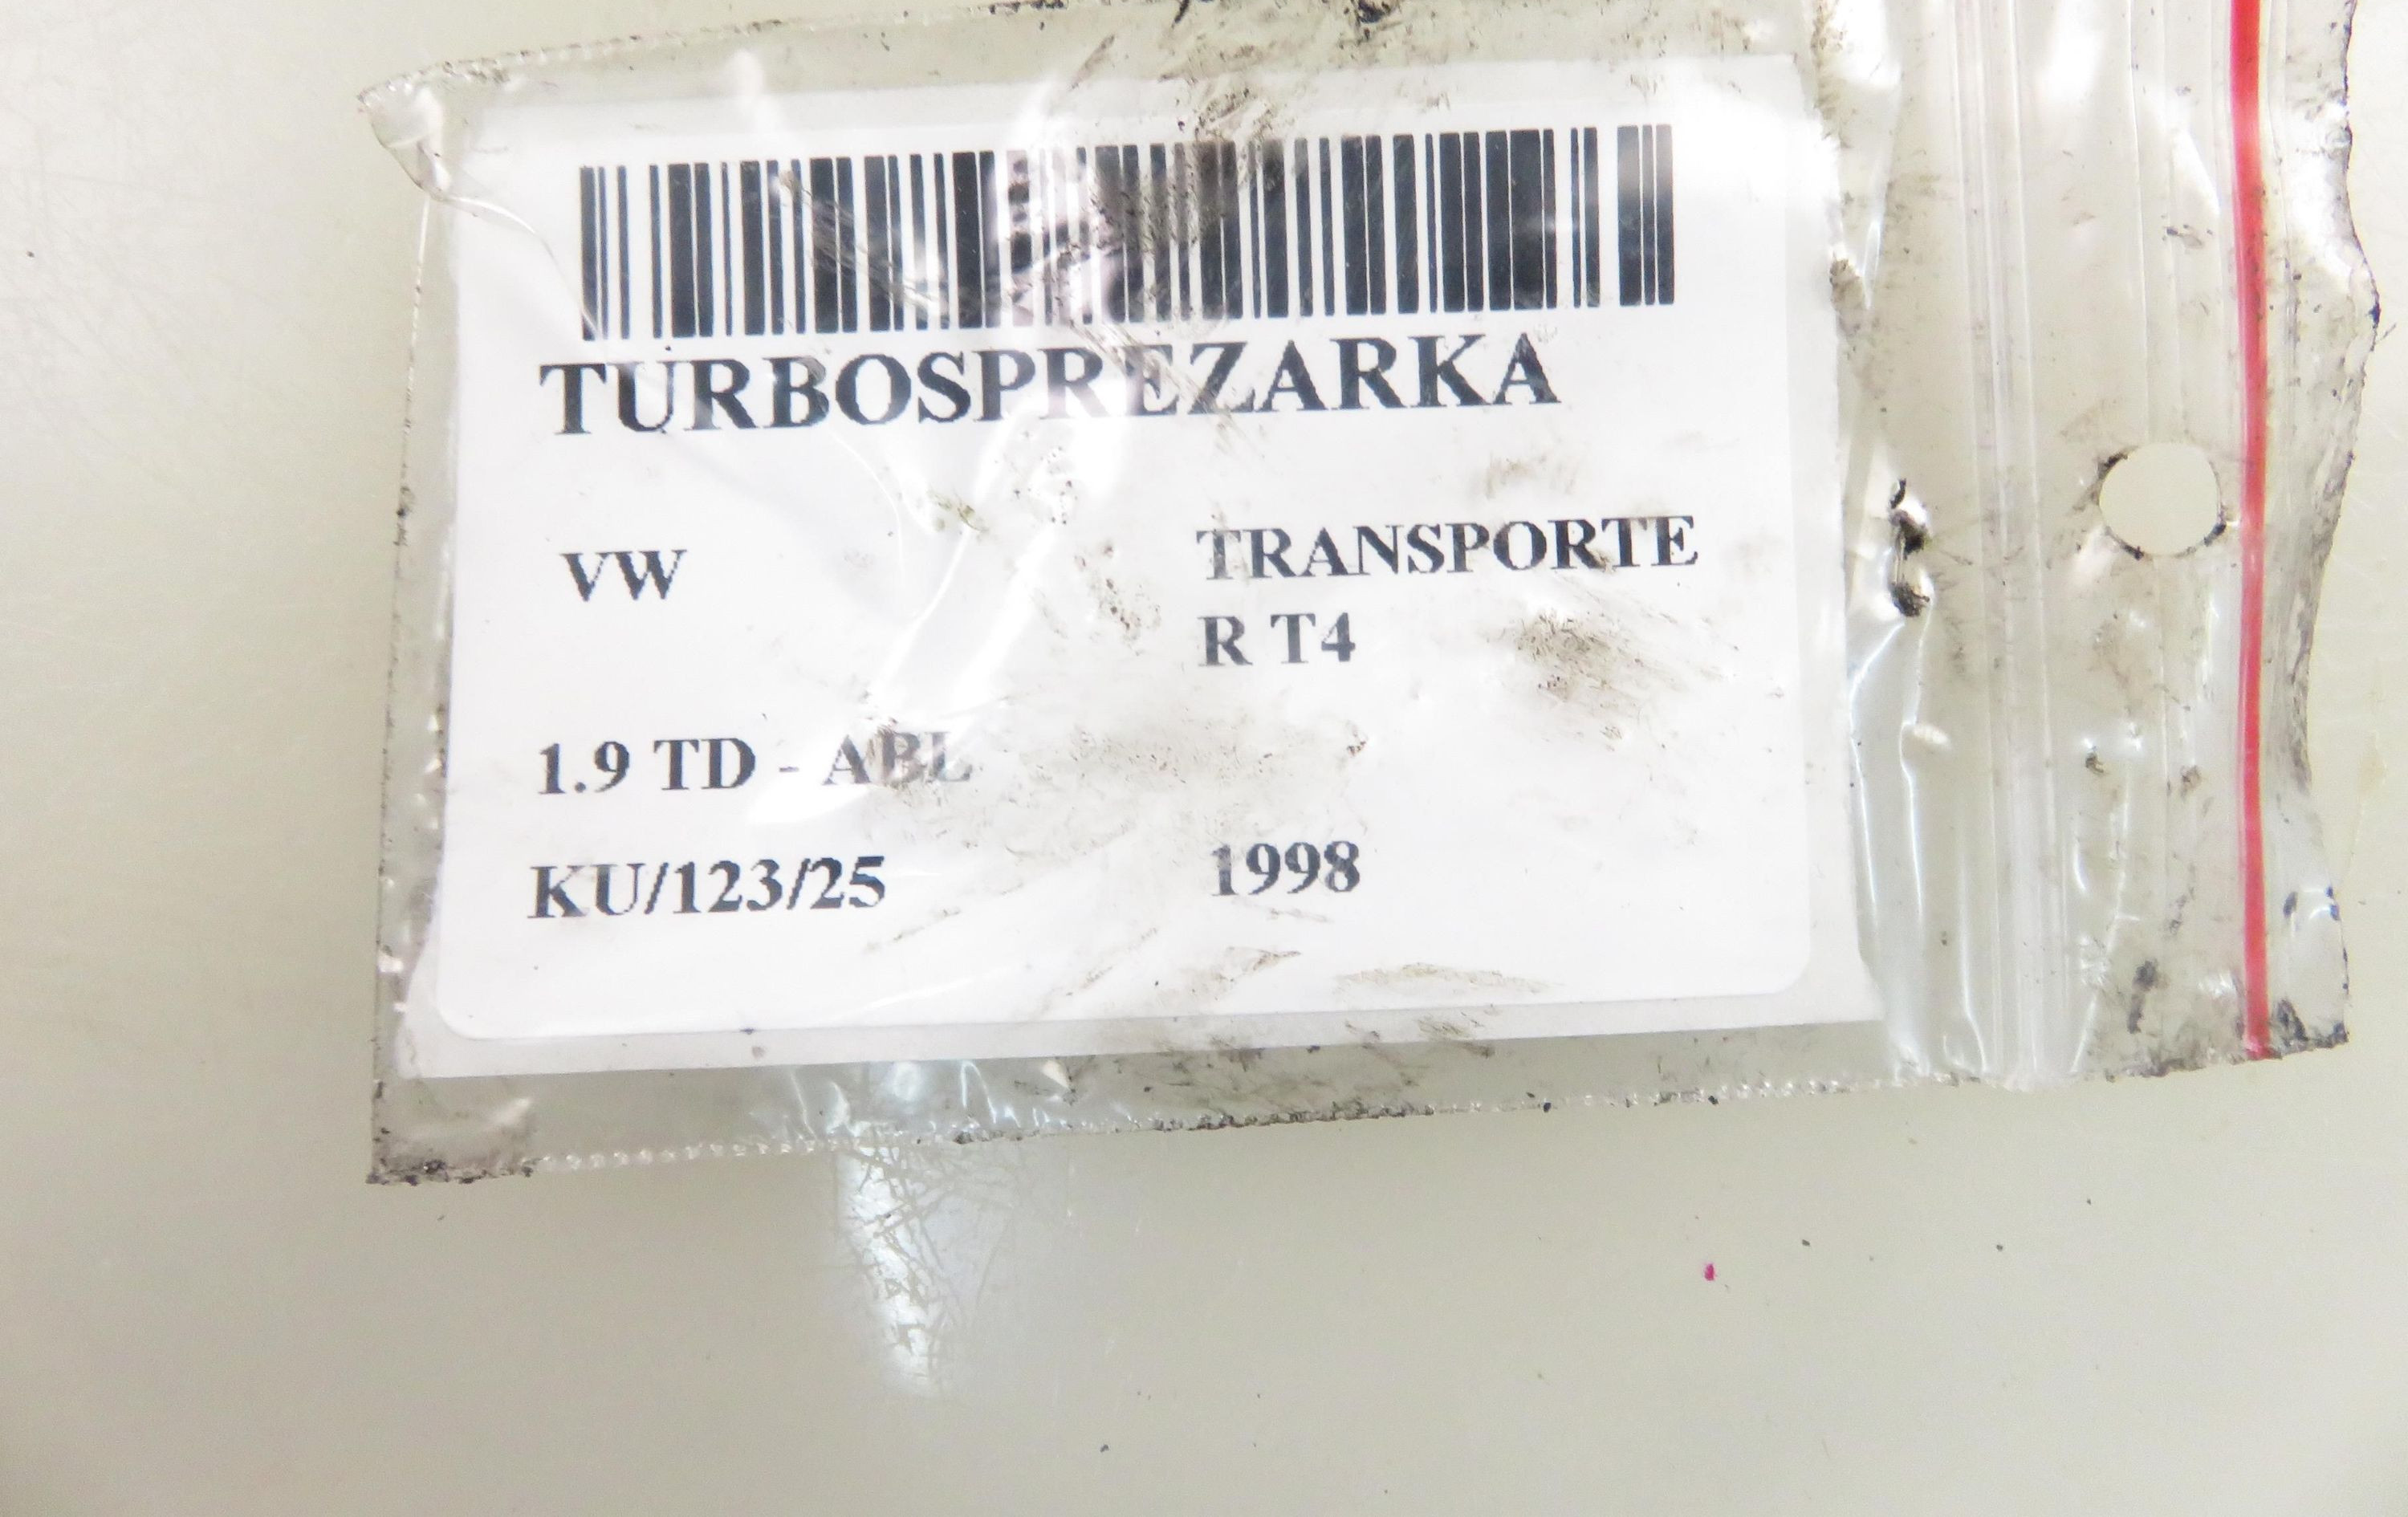 TURBOSPREZARKA
VW TRANSPORTE
R T4
1.9 TD - ABL
KU/123/25 1998